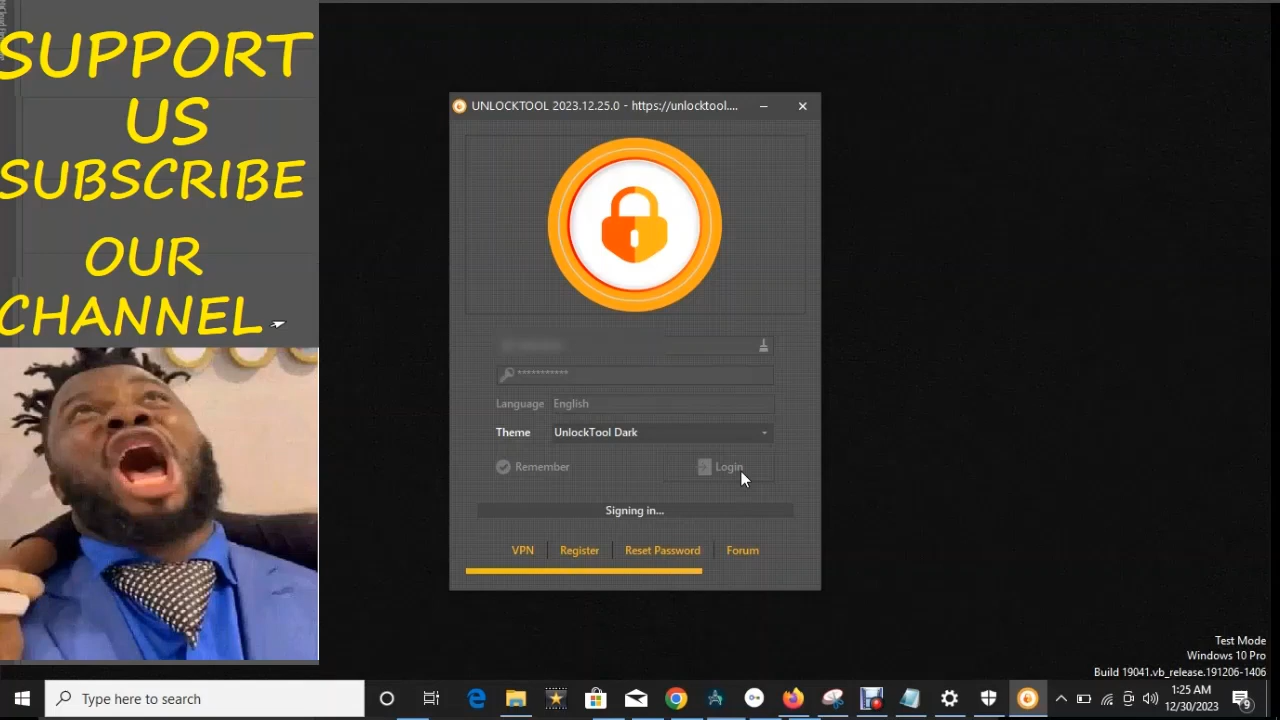 SUPPORT
US
SUBSCRIBE
OUR
CHANNEL
UNLOCKTOOL 2023.12.25.0 - https://unlocktool....
***********
Language English
Theme UnlockTool Dark
Remember Login
Signing in...
VPN Register Reset Password Forum
Test Mode
Windows 10 Pro
Build 19041.vb_release.191206-1406
Type here to search
1:25 AM
12/30/2023
9